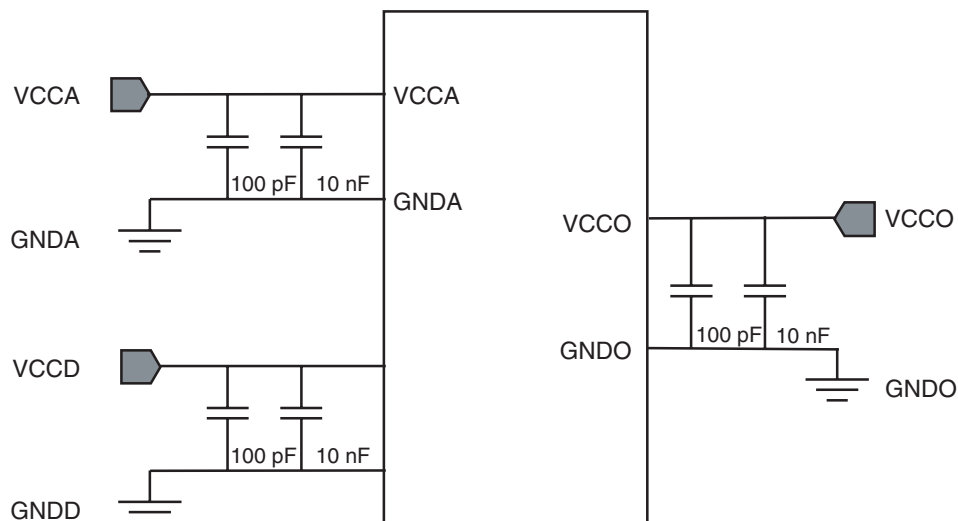 VCCA
VCCA
100 pF
10 nF
GNDA
GNDA
VCCO
VCCO
100 pF
10 nF
GNDO
GNDO
VCCD
100 pF
10 nF
GNDD